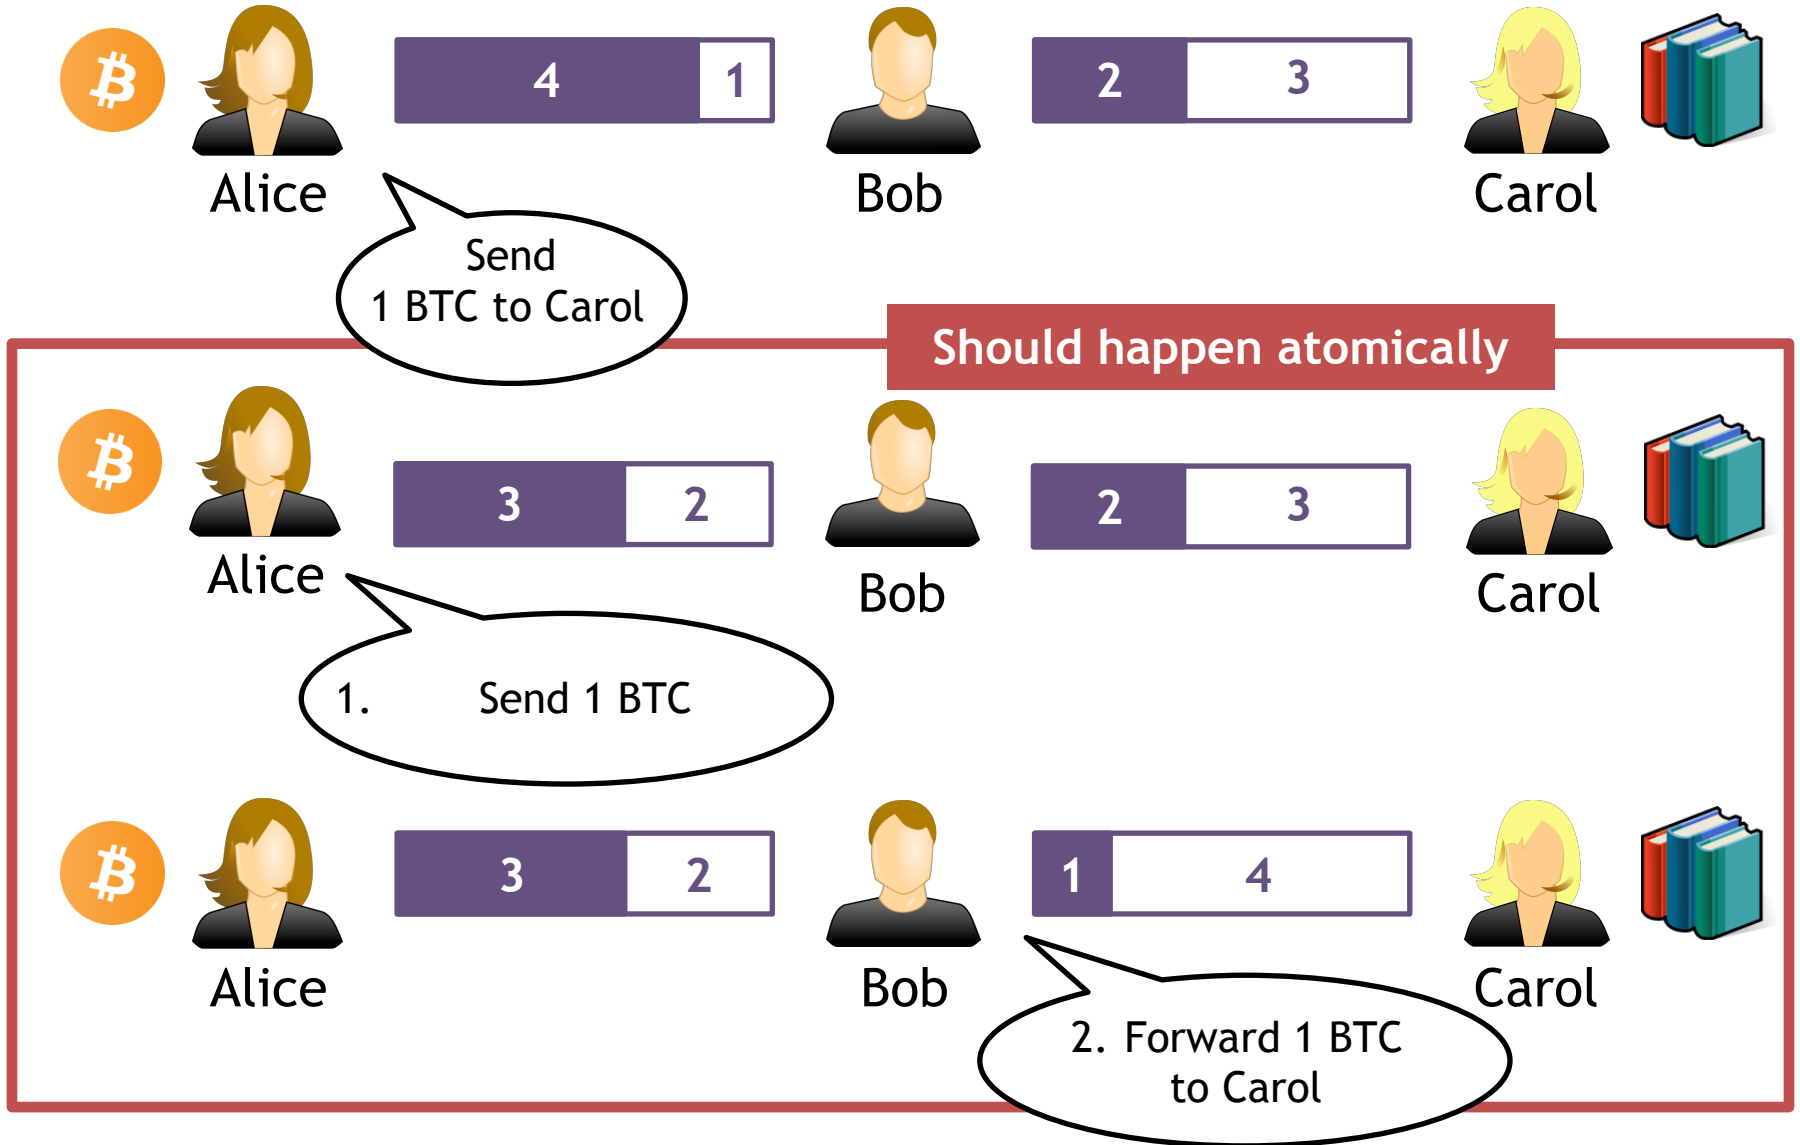 4 1 2 3
Alice Bob Carol
Send
1 BTC to Carol
Should happen atomically
3 2 2 3
Alice Bob Carol
1. Send 1 BTC
3 2 1 4
Alice Bob Carol
2. Forward 1 BTC
to Carol